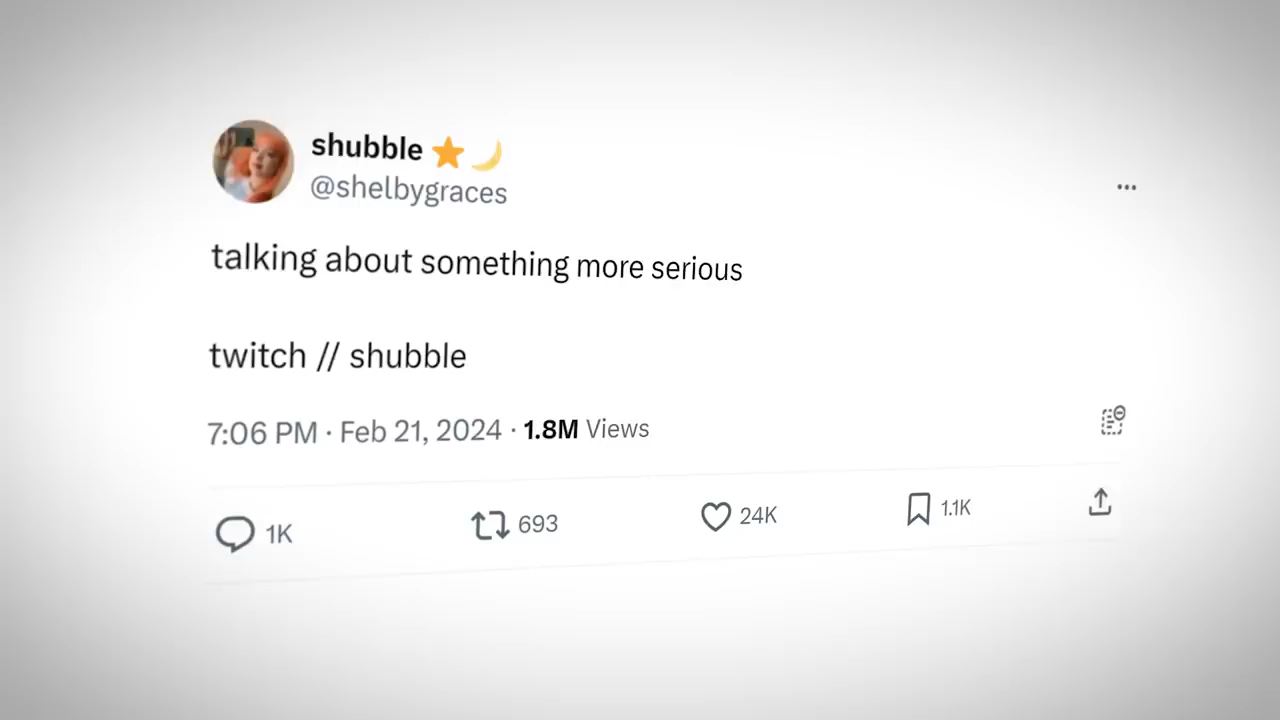 shubble ⭐🌙
@shelbygraces
talking about something more serious
twitch // shubble
7:06 PM · Feb 21, 2024 · 1.8M Views
1K 693 24K 1.1K